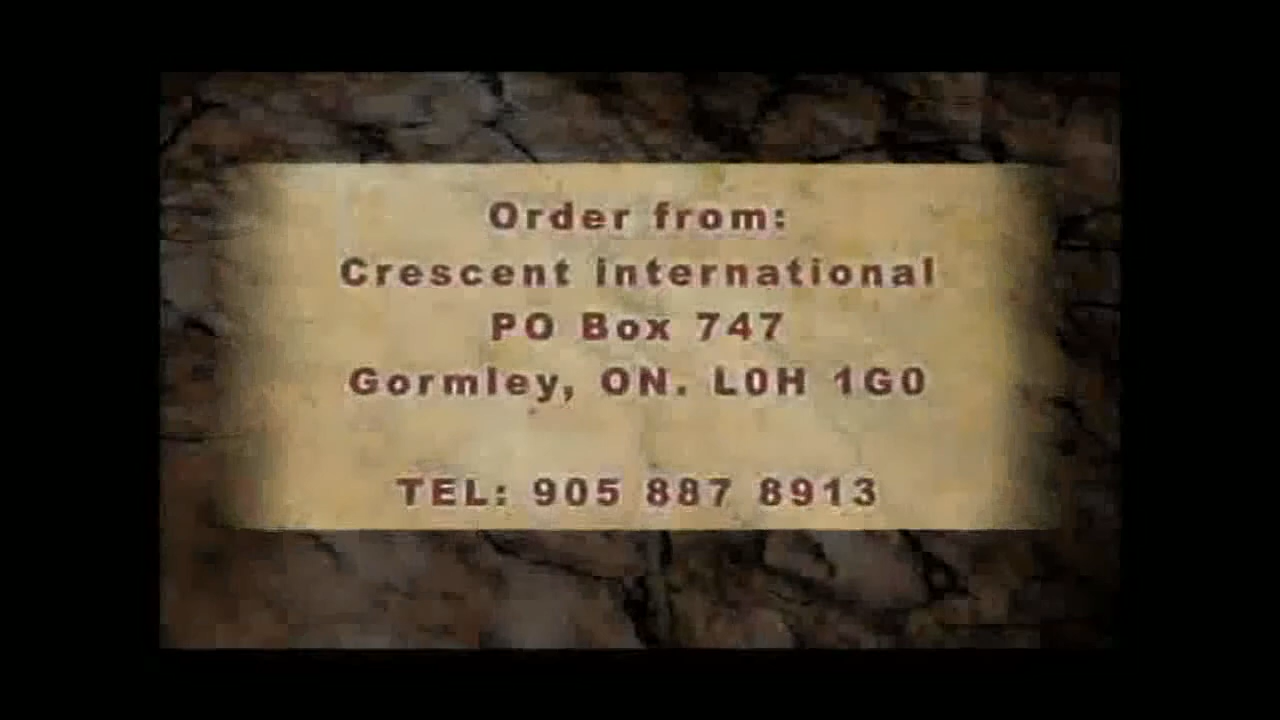 Order from:
Crescent international
PO Box 747
Gormley, ON. L0H 1G0
TEL: 905 887 8913